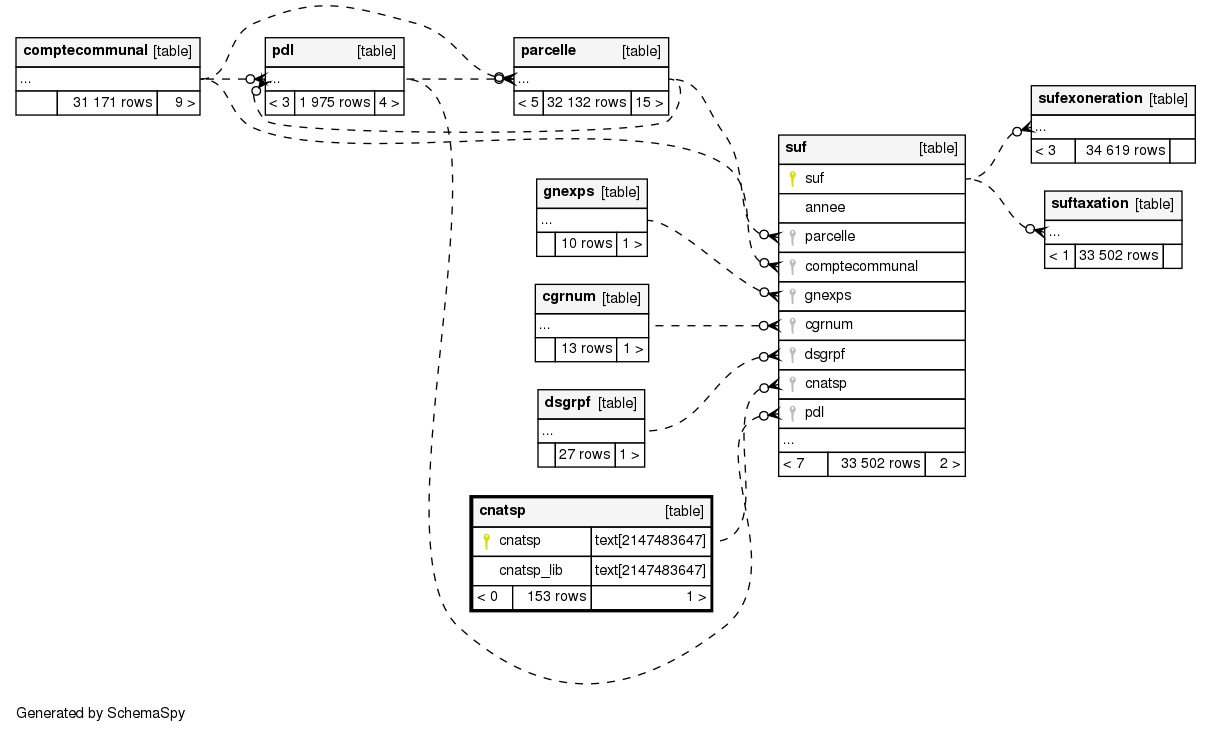 comptecommunal [table]
...
31 171 rows 9 >
pdl [table]
...
< 3 1 975 rows 4 >
parcelle [table]
...
< 5 32 132 rows 15 >
sufexoneration [table]
...
< 3 34 619 rows
suf [table]
suf
annee
parcelle
comptecommunal
gnexps
cgrnum
dsgrpf
cnatsp
pdl
...
< 7 33 502 rows 2 >
suftaxation [table]
...
< 1 33 502 rows
gnexps [table]
...
10 rows 1 >
cgrnum [table]
...
13 rows 1 >
dsgrpf [table]
...
27 rows 1 >
cnatsp [table]
cnatsp text[2147483647]
cnatsp_lib text[2147483647]
< 0 153 rows 1 >
Generated by SchemaSpy